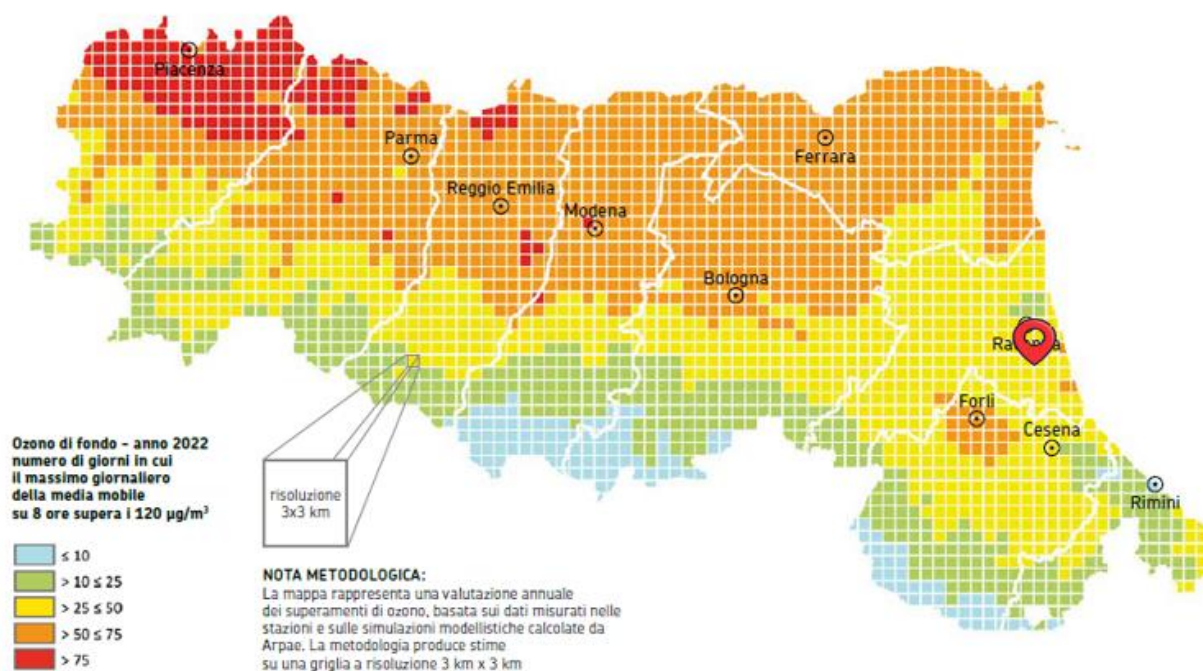 Piacenza
Parma
Ferrara
Reggio Emilia
Modena
Bologna
Forlì
Cesena
Rimini
Ozono di fondo - anno 2022
numero di giorni in cui
il massimo giornaliero
della media mobile
su 8 ore supera i 120 µg/m³
≤ 10
> 10 ≤ 25
> 25 ≤ 50
> 50 ≤ 75
> 75
risoluzione
3x3 km
NOTA METODOLOGICA:
La mappa rappresenta una valutazione annuale
dei superamenti di ozono, basata sui dati misurati nelle
stazioni e sulle simulazioni modellistiche calcolate da
Arpae. La metodologia produce stime
su una griglia a risoluzione 3 km x 3 km